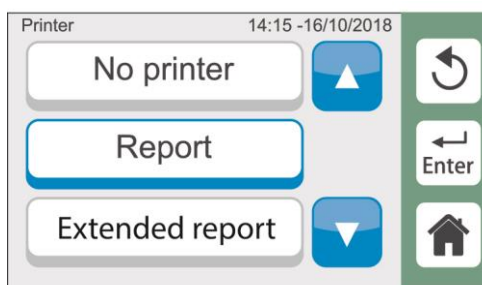 Printer 14:15 -16/10/2018
No printer
Report
Enter
Extended report